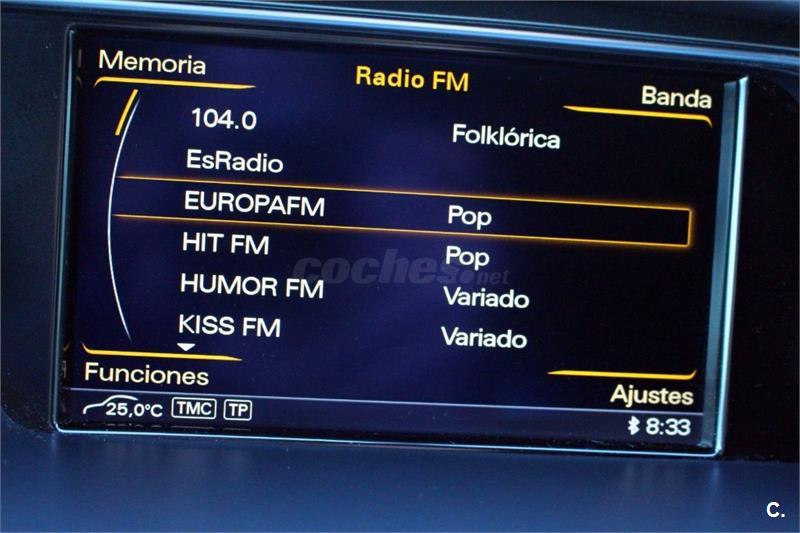 Memoria
Radio FM
Banda
104.0 Folklórica
EsRadio
EUROPAFM Pop
HIT FM Pop
coches.net
HUMOR FM Variado
KISS FM Variado
Funciones
Ajustes
25,0°C TMC TP
8:33
C.